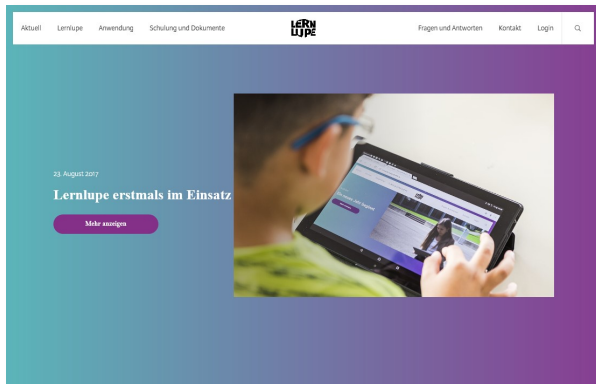 Aktuell
Lernlupe
Anwendung
Schulung und Dokumente
LERN
LUPE
Fragen und Antworten
Kontakt
Login
23. August 2017
Lernlupe erstmals im Einsatz
Mehr anzeigen